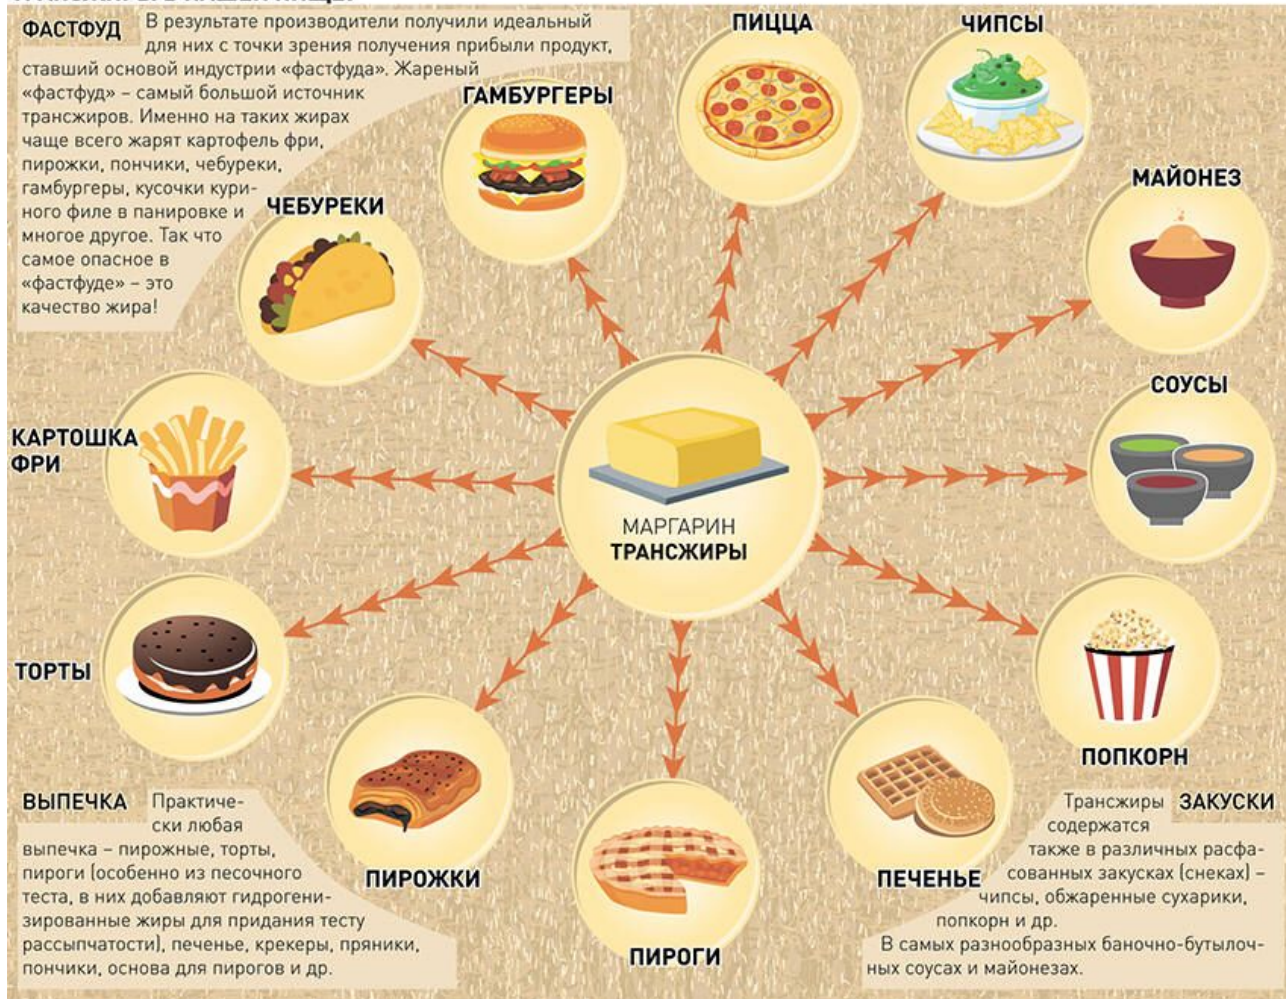 ФАСТФУД
В результате производители получили идеальный
для них с точки зрения получения прибыли продукт,
ставший основой индустрии «фастфуда». Жареный
«фастфуд» – самый большой источник
трансжиров. Именно на таких жирах
чаще всего жарят картофель фри,
пирожки, пончики, чебуреки,
гамбургеры, кусочки кури-
ного филе в панировке и
многое другое. Так что
самое опасное в
«фастфуде» – это
качество жира!
ПИЦЦА
ЧИПСЫ
ГАМБУРГЕРЫ
МАЙОНЕЗ
ЧЕБУРЕКИ
СОУСЫ
КАРТОШКА
ФРИ
МАРГАРИН
ТРАНСЖИРЫ
ТОРТЫ
ПОПКОРН
ПИРОЖКИ
ПЕЧЕНЬЕ
ПИРОГИ
ВЫПЕЧКА
Практиче-
ски любая
выпечка – пирожные, торты,
пироги (особенно из песочного
теста, в них добавляют гидрогени-
зированные жиры для придания тесту
рассыпчатости), печенье, крекеры, пряники,
пончики, основа для пирогов и др.
Трансжиры ЗАКУСКИ
содержатся
также в различных расфа-
сованных закусках (снеках) –
чипсы, обжаренные сухарики,
попкорн и др.
В самых разнообразных баночно-бутылоч-
ных соусах и майонезах.